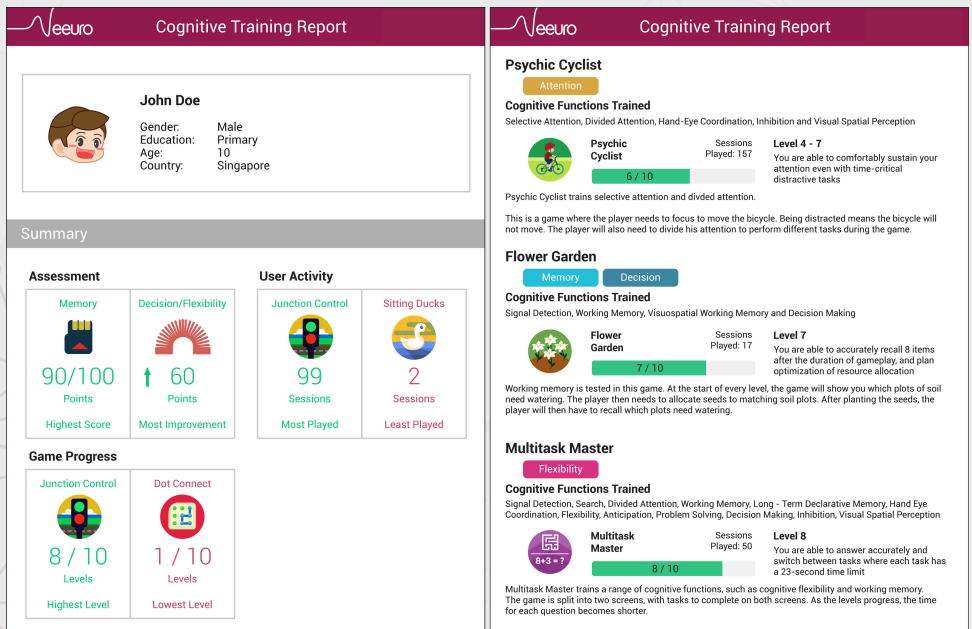 Neeuro
Cognitive Training Report
John Doe
Gender: Male
Education: Primary
Age: 10
Country: Singapore
Summary
Assessment
Memory
90/100
Points
Highest Score
Decision/Flexibility
60
Points
Most Improvement
User Activity
Junction Control
99
Sessions
Most Played
Sitting Ducks
2
Sessions
Least Played
Game Progress
Junction Control
8 / 10
Levels
Highest Level
Dot Connect
1 / 10
Levels
Lowest Level
Neeuro
Cognitive Training Report
Psychic Cyclist
Attention
Cognitive Functions Trained
Selective Attention, Divided Attention, Hand-Eye Coordination, Inhibition and Visual Spatial Perception
Psychic
Cyclist
Sessions
Played: 157
6 / 10
Level 4 - 7
You are able to comfortably sustain your
attention even with time-critical
distractive tasks
Psychic Cyclist trains selective attention and divded attention.
This is a game where the player needs to focus to move the bicycle. Being distracted means the bicycle will
not move. The player will also need to divide his attention to perform different tasks during the game.
Flower Garden
Memory
Decision
Cognitive Functions Trained
Signal Detection, Working Memory, Visuospatial Working Memory and Decision Making
Flower
Garden
Sessions
Played: 17
7 / 10
Level 7
You are able to accurately recall 8 items
after the duration of gameplay, and plan
optimization of resource allocation
Working memory is tested in this game. At the start of every level, the game will show you which plots of soil
need watering. The player then needs to allocate seeds to matching soil plots. After planting the seeds, the
player will then have to recall which plots need watering.
Multitask Master
Flexibility
Cognitive Functions Trained
Signal Detection, Search, Divided Attention, Working Memory, Long - Term Declarative Memory, Hand Eye
Coordination, Flexibility, Anticipation, Problem Solving, Decision Making, Inhibition, Visual Spatial Perception
8+3 = ?
Multitask
Master
Sessions
Played: 50
8 / 10
Level 8
You are able to answer accurately and
switch between tasks where each task has
a 23-second time limit
Multitask Master trains a range of cognitive functions, such as cognitive flexibility and working memory.
The game is split into two screens, with tasks to complete on both screens. As the levels progress, the time
for each question becomes shorter.